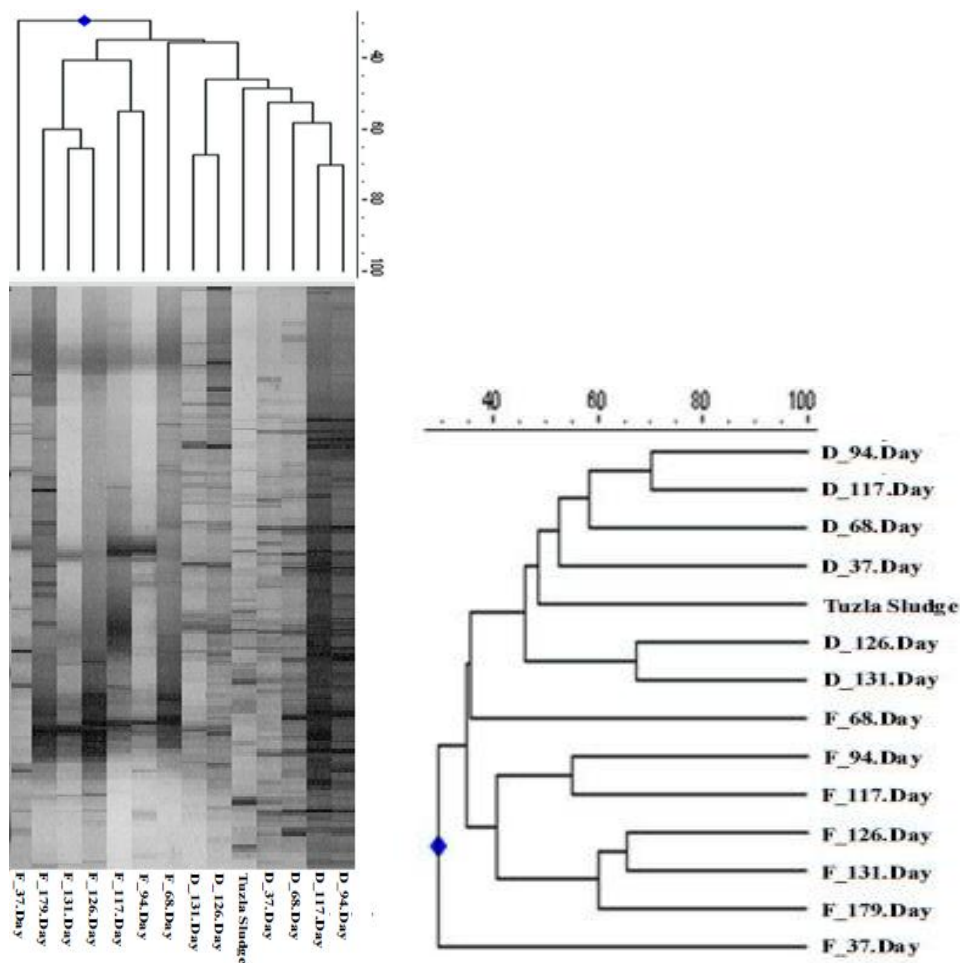 40
60
80
100
F_37.Day
F_179.Day
F_131.Day
F_126.Day
F_117.Day
F_94.Day
F_68.Day
D_131.Day
D_126.Day
Tuzla Sludge
D_37.Day
D_68.Day
D_117.Day
D_94.Day
40 60 80 100
D_94.Day
D_117.Day
D_68.Day
D_37.Day
Tuzla Sludge
D_126.Day
D_131.Day
F_68.Day
F_94.Day
F_117.Day
F_126.Day
F_131.Day
F_179.Day
F_37.Day